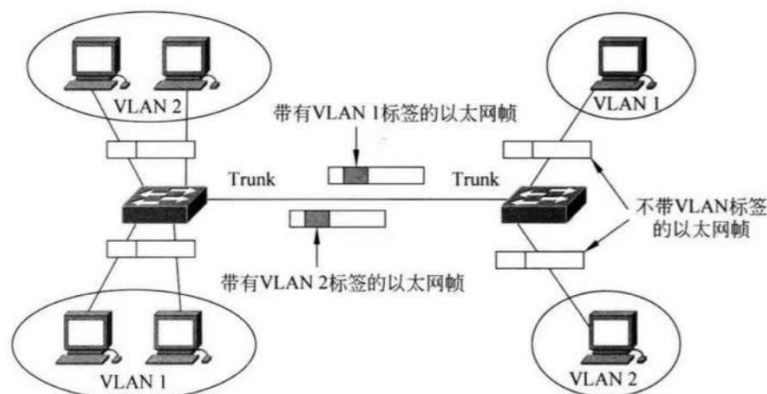 VLAN 2
VLAN 1
带有VLAN 1标签的以太网帧
Trunk
Trunk
不带VLAN标签
的以太网帧
带有VLAN 2标签的以太网帧
VLAN 1
VLAN 2